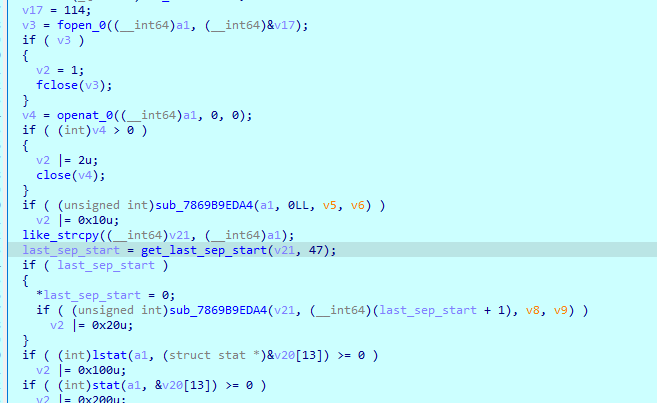 v17 = 114;
v3 = fopen_0((__int64)a1, (__int64)&v17);
if ( v3 )
{
v2 = 1;
fclose(v3);
}
v4 = openat_0((__int64)a1, 0, 0);
if ( (int)v4 > 0 )
{
v2 |= 2u;
close(v4);
}
if ( (unsigned int)sub_7869B9EDA4(a1, 0LL, v5, v6) )
v2 |= 0x10u;
like_strcpy((__int64)v21, (__int64)a1);
last_sep_start = get_last_sep_start(v21, 47);
if ( last_sep_start )
{
*last_sep_start = 0;
if ( (unsigned int)sub_7869B9EDA4(v21, (__int64)(last_sep_start + 1), v8, v9) )
v2 |= 0x20u;
}
if ( (int)lstat(a1, (struct stat *)&v20[13]) >= 0 )
v2 |= 0x100u;
if ( (int)stat(a1, &v20[13]) >= 0 )
v2 |= 0x200u;